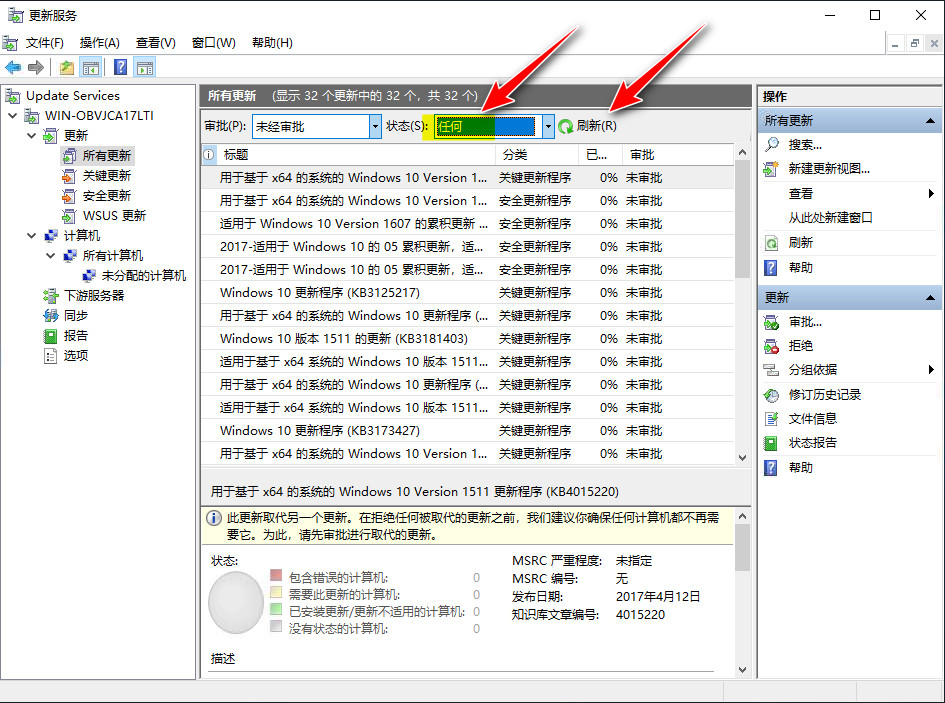 更新服务
文件(F) 操作(A) 查看(V) 窗口(W) 帮助(H)
Update Services
WIN-OBVJCA17LTI
更新
所有更新
关键更新
安全更新
WSUS 更新
计算机
所有计算机
未分配的计算机
下游服务器
同步
报告
选项
所有更新 (显示 32 个更新中的 32 个，共 32 个)
审批(P): 未经审批 状态(S): 任何 刷新(R)
标题 分类 已... 审批
用于基于 x64 的系统的 Windows 10 Version 1... 关键更新程序 0% 未审批
用于基于 x64 的系统的 Windows 10 Version 1... 安全更新程序 0% 未审批
适用于 Windows 10 Version 1607 的累积更新 ... 安全更新程序 0% 未审批
2017-适用于 Windows 10 的 05 累积更新，适... 安全更新程序 0% 未审批
2017-适用于 Windows 10 的 05 累积更新，适... 安全更新程序 0% 未审批
Windows 10 更新程序 (KB3125217) 关键更新程序 0% 未审批
用于基于 x64 的系统的 Windows 10 更新程序 (... 关键更新程序 0% 未审批
Windows 10 版本 1511 的更新 (KB3181403) 关键更新程序 0% 未审批
适用于基于 x64 系统的 Windows 10 版本 1511... 关键更新程序 0% 未审批
用于基于 x64 的系统的 Windows 10 更新程序 (... 关键更新程序 0% 未审批
适用于基于 x64 系统的 Windows 10 版本 1511... 关键更新程序 0% 未审批
Windows 10 更新程序 (KB3173427) 关键更新程序 0% 未审批
用于基于 x64 的系统的 Windows 10 Version 1... 关键更新程序 0% 未审批
用于基于 x64 的系统的 Windows 10 Version 1511 更新程序 (KB4015220)
此更新取代另一个更新。在拒绝任何被取代的更新之前，我们建议你确保任何计算机都不再需
要它。为此，请先审批进行取代的更新。
状态:
包含错误的计算机: 0
需要此更新的计算机: 0
已安装更新/更新不适用的计算机: 0
没有状态的计算机: 0
MSRC 严重程度: 未指定
MSRC 编号: 无
发布日期: 2017年4月12日
知识库文章编号: 4015220
描述
操作
所有更新
搜索...
新建更新视图...
查看
从此处新建窗口
刷新
帮助
更新
审批...
拒绝
分组依据
修订历史记录
文件信息
状态报告
帮助